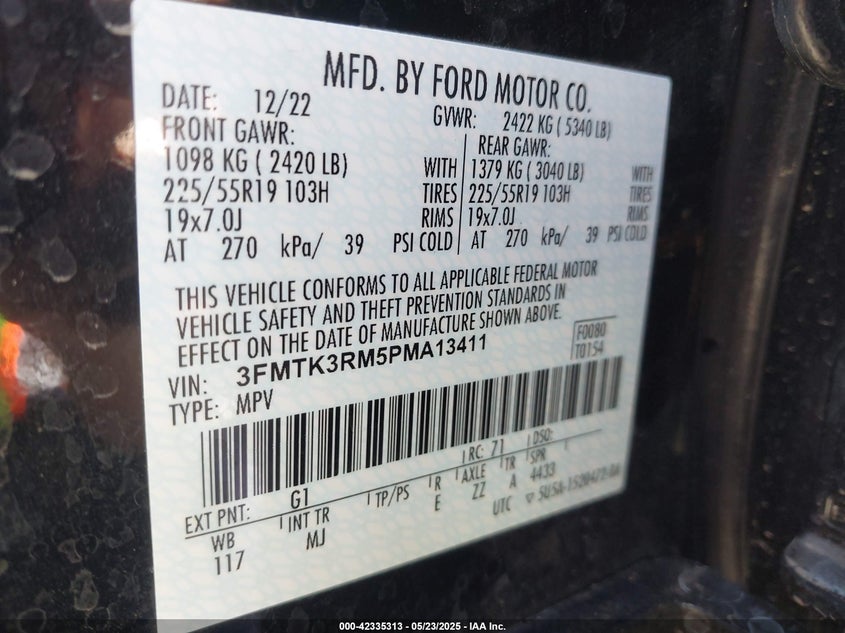 MFD. BY FORD MOTOR CO.
DATE: 12/22
GVWR: 2422 KG ( 5340 LB)
FRONT GAWR:
1098 KG ( 2420 LB) WITH
225/55R19 103H TIRES
19x7.0J RIMS
AT 270 kPa/ 39 PSI COLD
REAR GAWR:
1379 KG ( 3040 LB) WITH
225/55R19 103H TIRES
19x7.0J RIMS
AT 270 kPa/ 39 PSI COLD
THIS VEHICLE CONFORMS TO ALL APPLICABLE FEDERAL MOTOR
VEHICLE SAFETY AND THEFT PREVENTION STANDARDS IN
EFFECT ON THE DATE OF MANUFACTURE SHOWN ABOVE.
F0080
T0154
VIN: 3FMTK3RM5PMA13411
TYPE: MPV
EXT PNT: G1 RC: 71 DSO:
WB INT TR TP/PS R AXLE TR SPR
117 MJ E ZZ A 4433
UTC
000-42335313 - 05/23/2025 - IAA Inc.